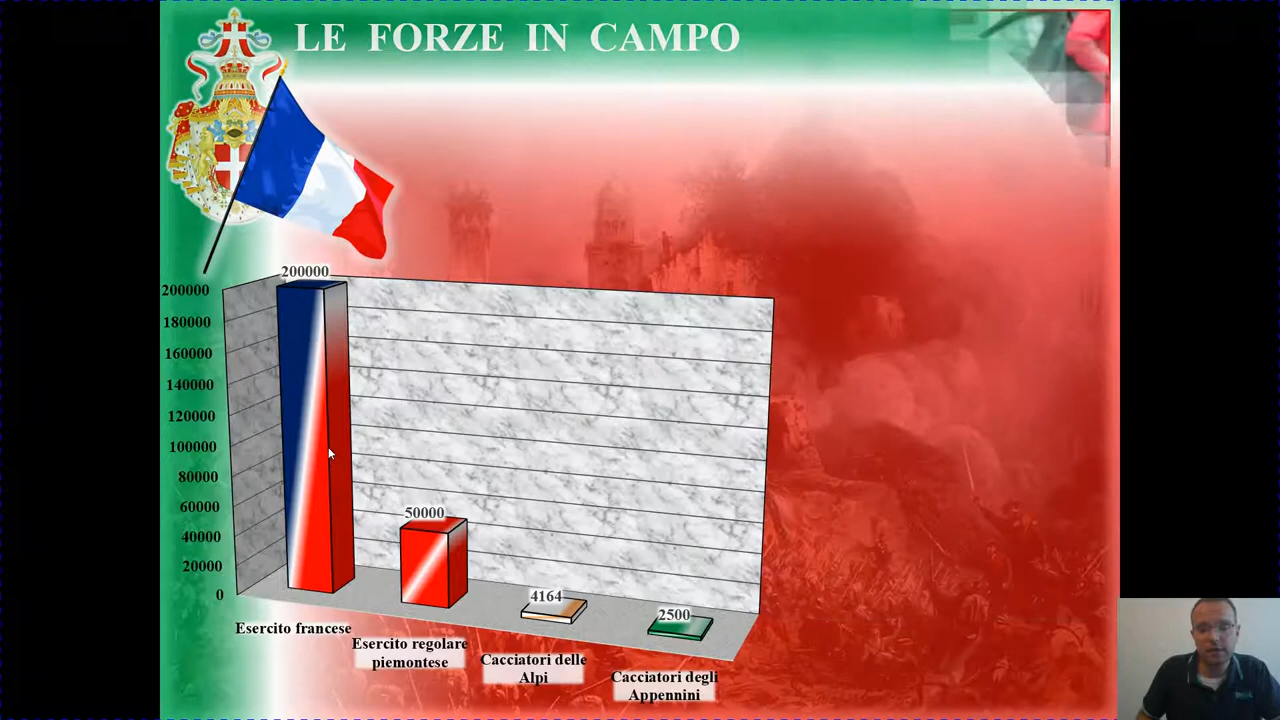 LE FORZE IN CAMPO
200000
200000
180000
160000
140000
120000
100000
80000
60000
40000
20000
0
50000
4164
2500
Esercito francese
Esercito regolare
piemontese
Cacciatori delle
Alpi
Cacciatori degli
Appennini